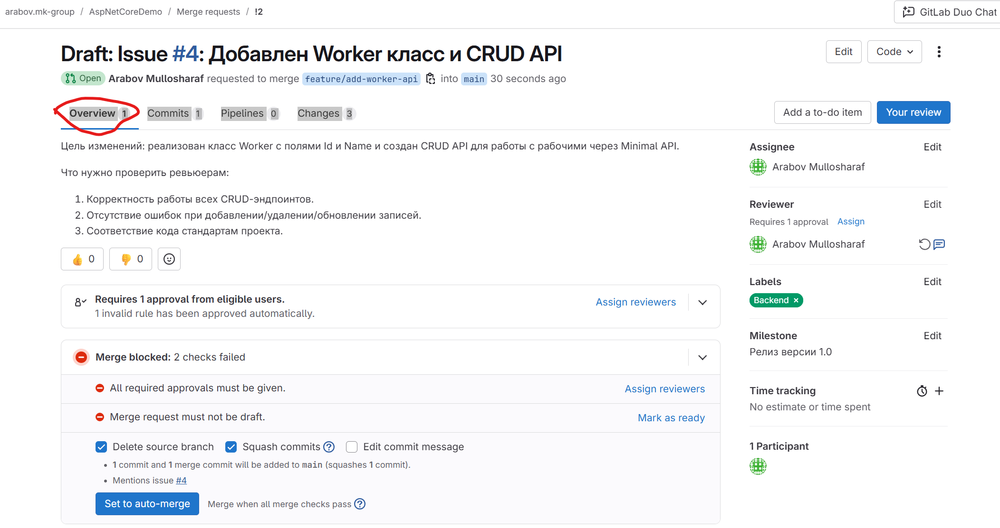 arabov.mk-group / AspNetCoreDemo / Merge requests / !2
GitLab Duo Chat
Draft: Issue #4: Добавлен Worker класс и CRUD API
Edit
Code
Open Arabov Mullosharaf requested to merge feature/add-worker-api into main 30 seconds ago
Overview 1
Commits 1
Pipelines 0
Changes 3
Add a to-do item
Your review
Цель изменений: реализован класс Worker с полями Id и Name и создан CRUD API для работы с рабочими через Minimal API.
Что нужно проверить ревьюерам:
1. Корректность работы всех CRUD-эндпоинтов.
2. Отсутствие ошибок при добавлении/удалении/обновлении записей.
3. Соответствие кода стандартам проекта.
👍 0
👎 0
Requires 1 approval from eligible users.
1 invalid rule has been approved automatically.
Assign reviewers
Merge blocked: 2 checks failed
All required approvals must be given.
Assign reviewers
Merge request must not be draft.
Mark as ready
Delete source branch
Squash commits ?
Edit commit message
• 1 commit and 1 merge commit will be added to main (squashes 1 commit).
• Mentions issue #4
Set to auto-merge
Merge when all merge checks pass ?
Assignee
Edit
Arabov Mullosharaf
Reviewer
Edit
Requires 1 approval Assign
Arabov Mullosharaf
Labels
Edit
Backend ×
Milestone
Edit
Релиз версии 1.0
Time tracking
No estimate or time spent
1 Participant